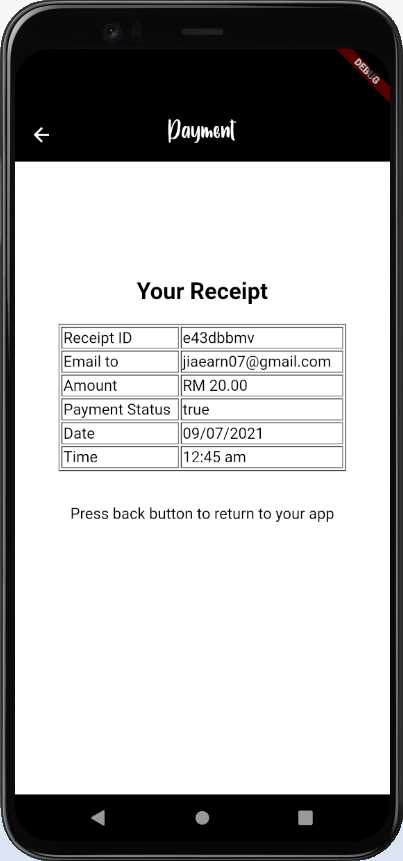 DEBUG
Payment
Your Receipt
Receipt ID e43dbbmv
Email to jiaearn07@gmail.com
Amount RM 20.00
Payment Status true
Date 09/07/2021
Time 12:45 am
Press back button to return to your app